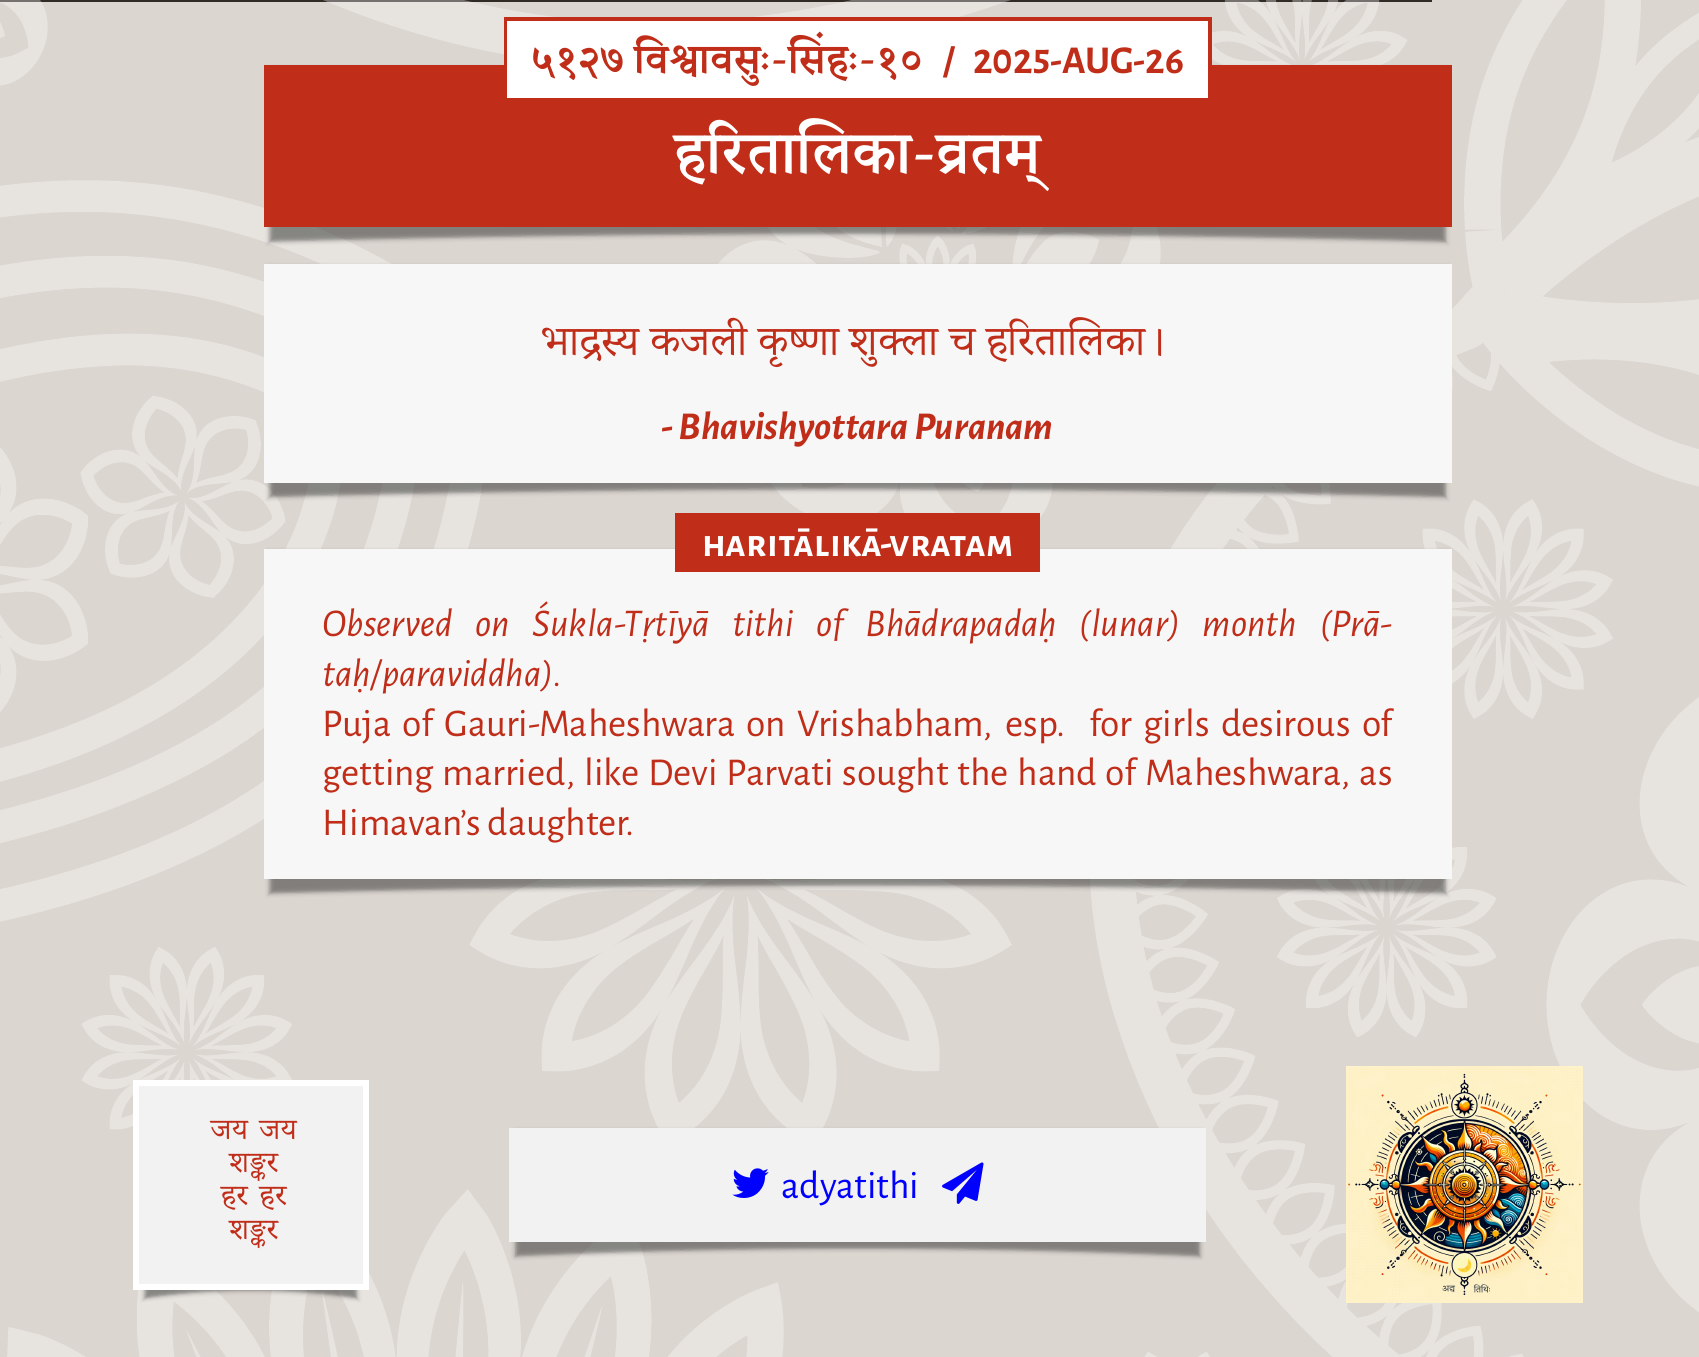 ५१२७ विश्वावसुः-सिंहः-१० / 2025-AUG-26
हरितालिका-व्रतम्
भाद्रस्य कजली कृष्णा शुक्ला च हरितालिका।
- Bhavishyottara Puranam
HARITĀLIKĀ-VRATAM
Observed on Śukla-Tṛtīyā tithi of Bhādrapadaḥ (lunar) month (Prā-
taḥ/paraviddha).
Puja of Gauri-Maheshwara on Vrishabham, esp. for girls desirous of
getting married, like Devi Parvati sought the hand of Maheshwara, as
Himavan’s daughter.
जय जय
शङ्कर
हर हर
शङ्कर
adyatithi
अद्य तिथिः